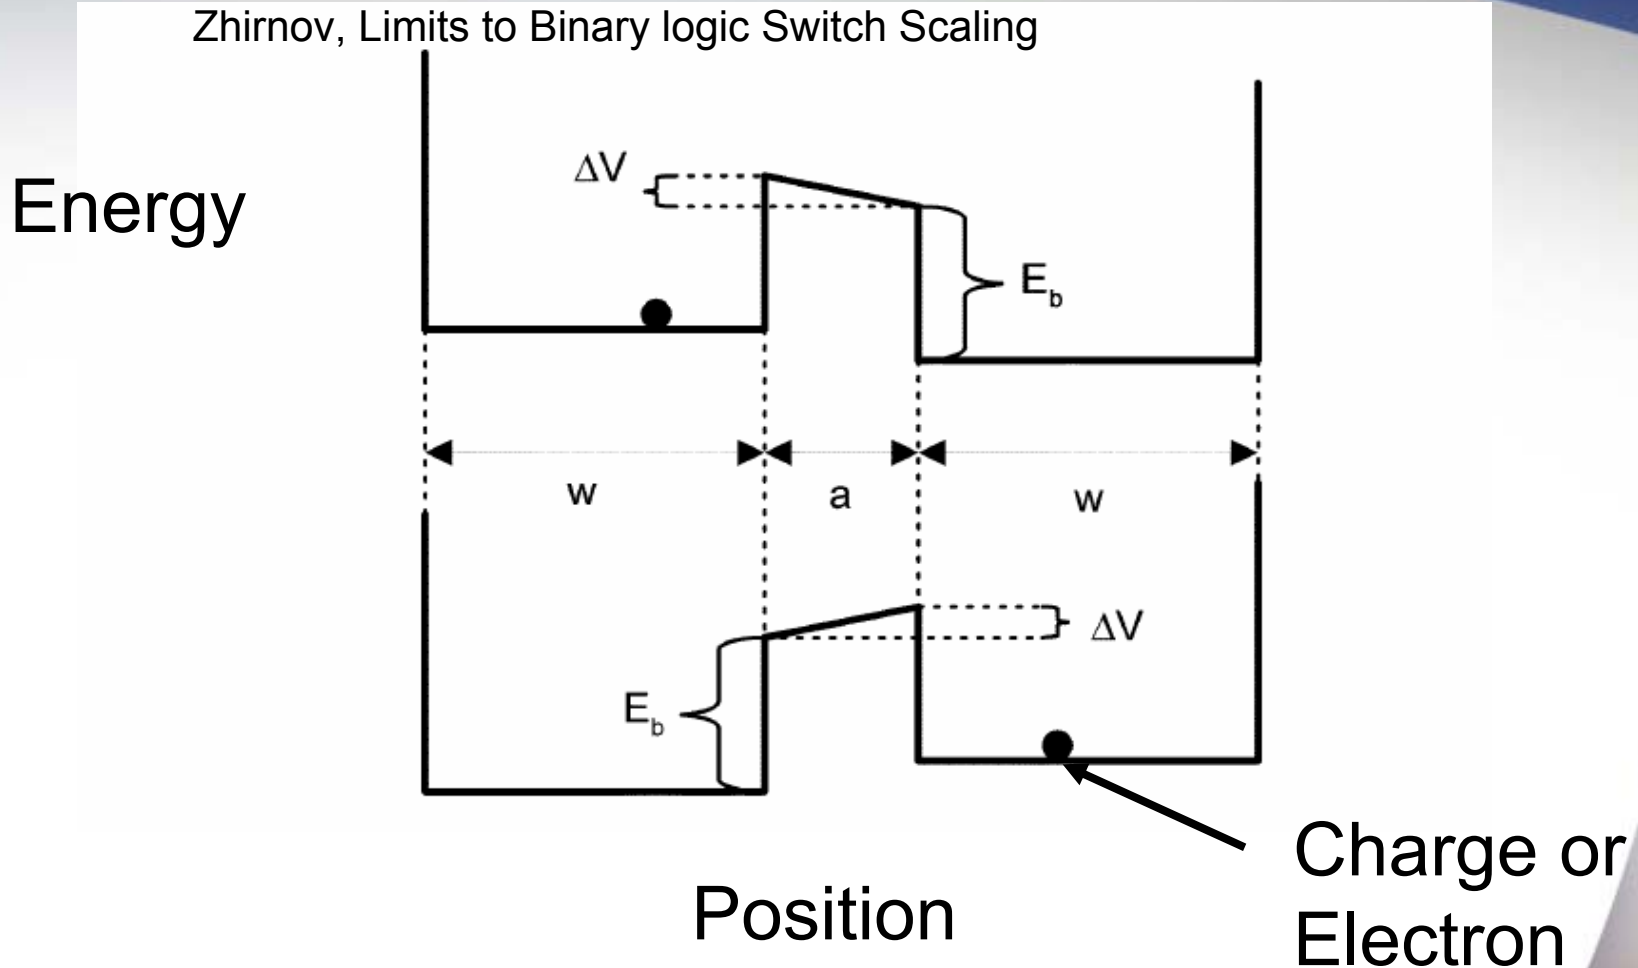 Zhirnov, Limits to Binary logic Switch Scaling
ΔV
Energy
E_b
w
a
w
ΔV
E_b
Charge or
Electron
Position